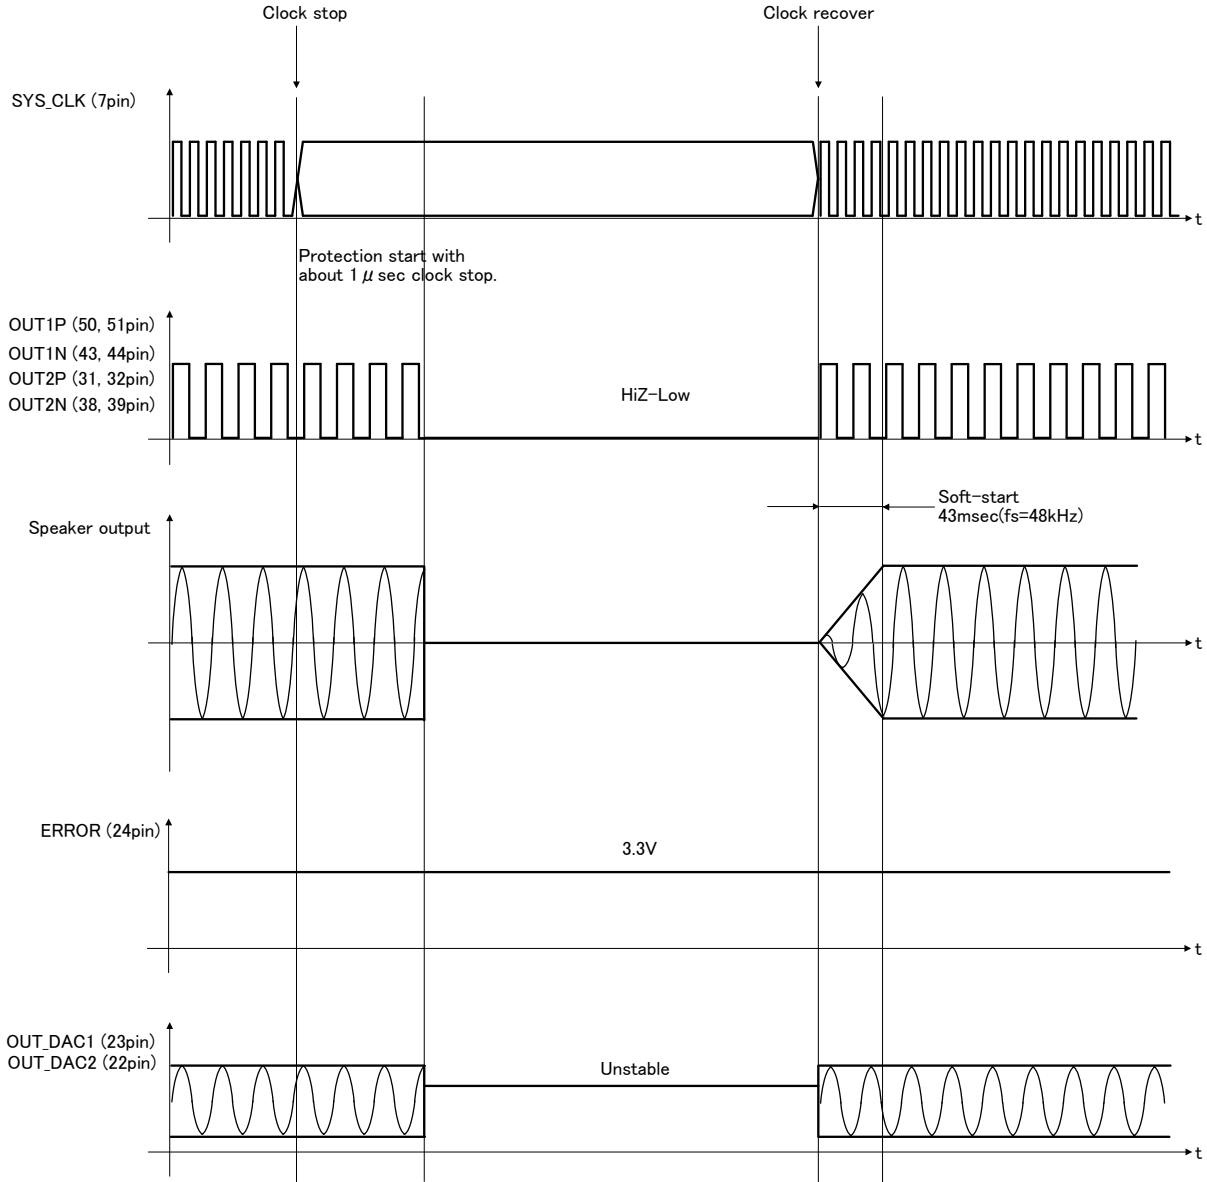 Clock stop
Clock recover
SYS_CLK (7pin)
t
Protection start with
about 1 μ sec clock stop.
OUT1P (50, 51pin)
OUT1N (43, 44pin)
OUT2P (31, 32pin)
OUT2N (38, 39pin)
HiZ-Low
t
Soft-start
43msec(fs=48kHz)
Speaker output
t
ERROR (24pin)
3.3V
t
OUT_DAC1 (23pin)
OUT_DAC2 (22pin)
Unstable
t